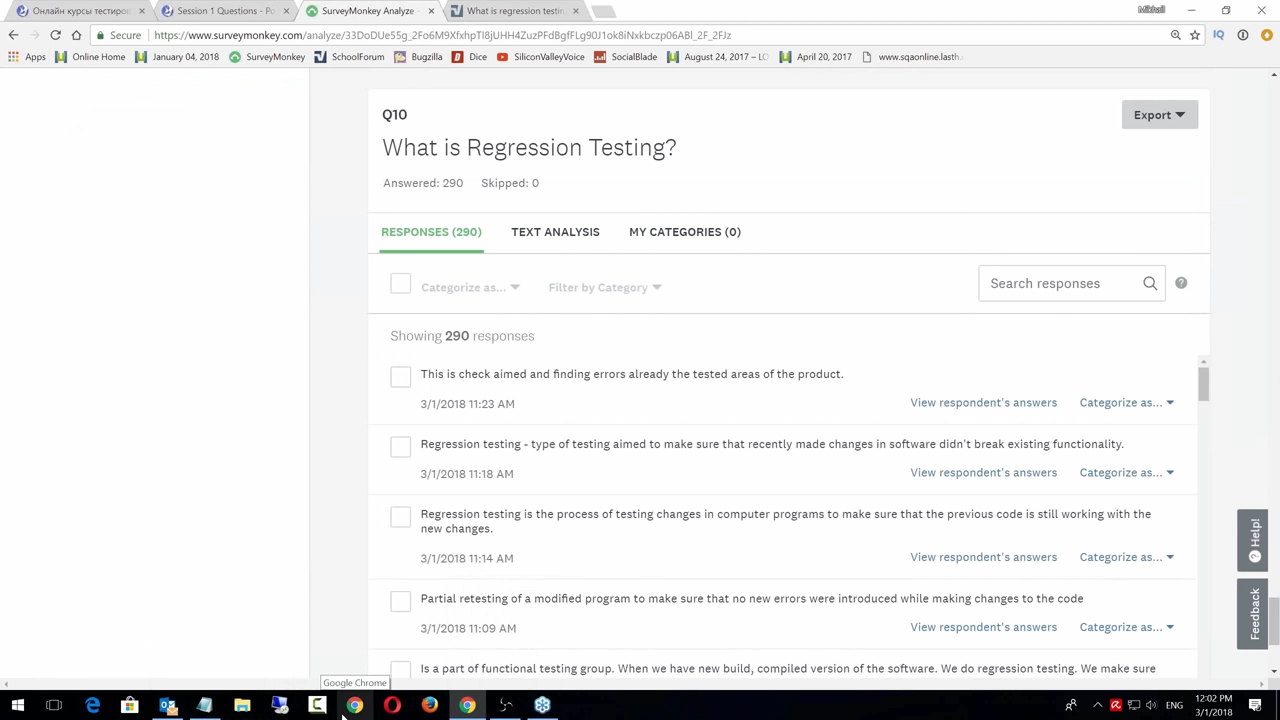 Онлайн курсы тестиров
Session 1 Questions - Po
SurveyMonkey Analyze -
What is regression testin
Mikhail
Secure
https://www.surveymonkey.com/analyze/33DoDUe55g_2Fo6M9XfxhpTI8jUHH4ZuzPFdBgfFLg90J1ok8iNxkbczp06ABl_2F_2FJz
Apps
Online Home
January 04, 2018
SurveyMonkey
SchoolForum
Bugzilla
Dice
SiliconValleyVoice
SocialBlade
August 24, 2017 – LO
April 20, 2017
www.sqaonline.lasth
Q10
Export
What is Regression Testing?
Answered: 290 Skipped: 0
RESPONSES (290) TEXT ANALYSIS MY CATEGORIES (0)
Categorize as... Filter by Category
Search responses
Showing 290 responses
This is check aimed and finding errors already the tested areas of the product.
3/1/2018 11:23 AM
View respondent's answers Categorize as...
Regression testing - type of testing aimed to make sure that recently made changes in software didn't break existing functionality.
3/1/2018 11:18 AM
View respondent's answers Categorize as...
Regression testing is the process of testing changes in computer programs to make sure that the previous code is still working with the
new changes.
3/1/2018 11:14 AM
View respondent's answers Categorize as...
Partial retesting of a modified program to make sure that no new errors were introduced while making changes to the code
3/1/2018 11:09 AM
View respondent's answers Categorize as...
Is a part of functional testing group. When we have new build, compiled version of the software. We do regression testing. We make sure
Help!
Feedback
Google Chrome
ENG
12:02 PM
3/1/2018